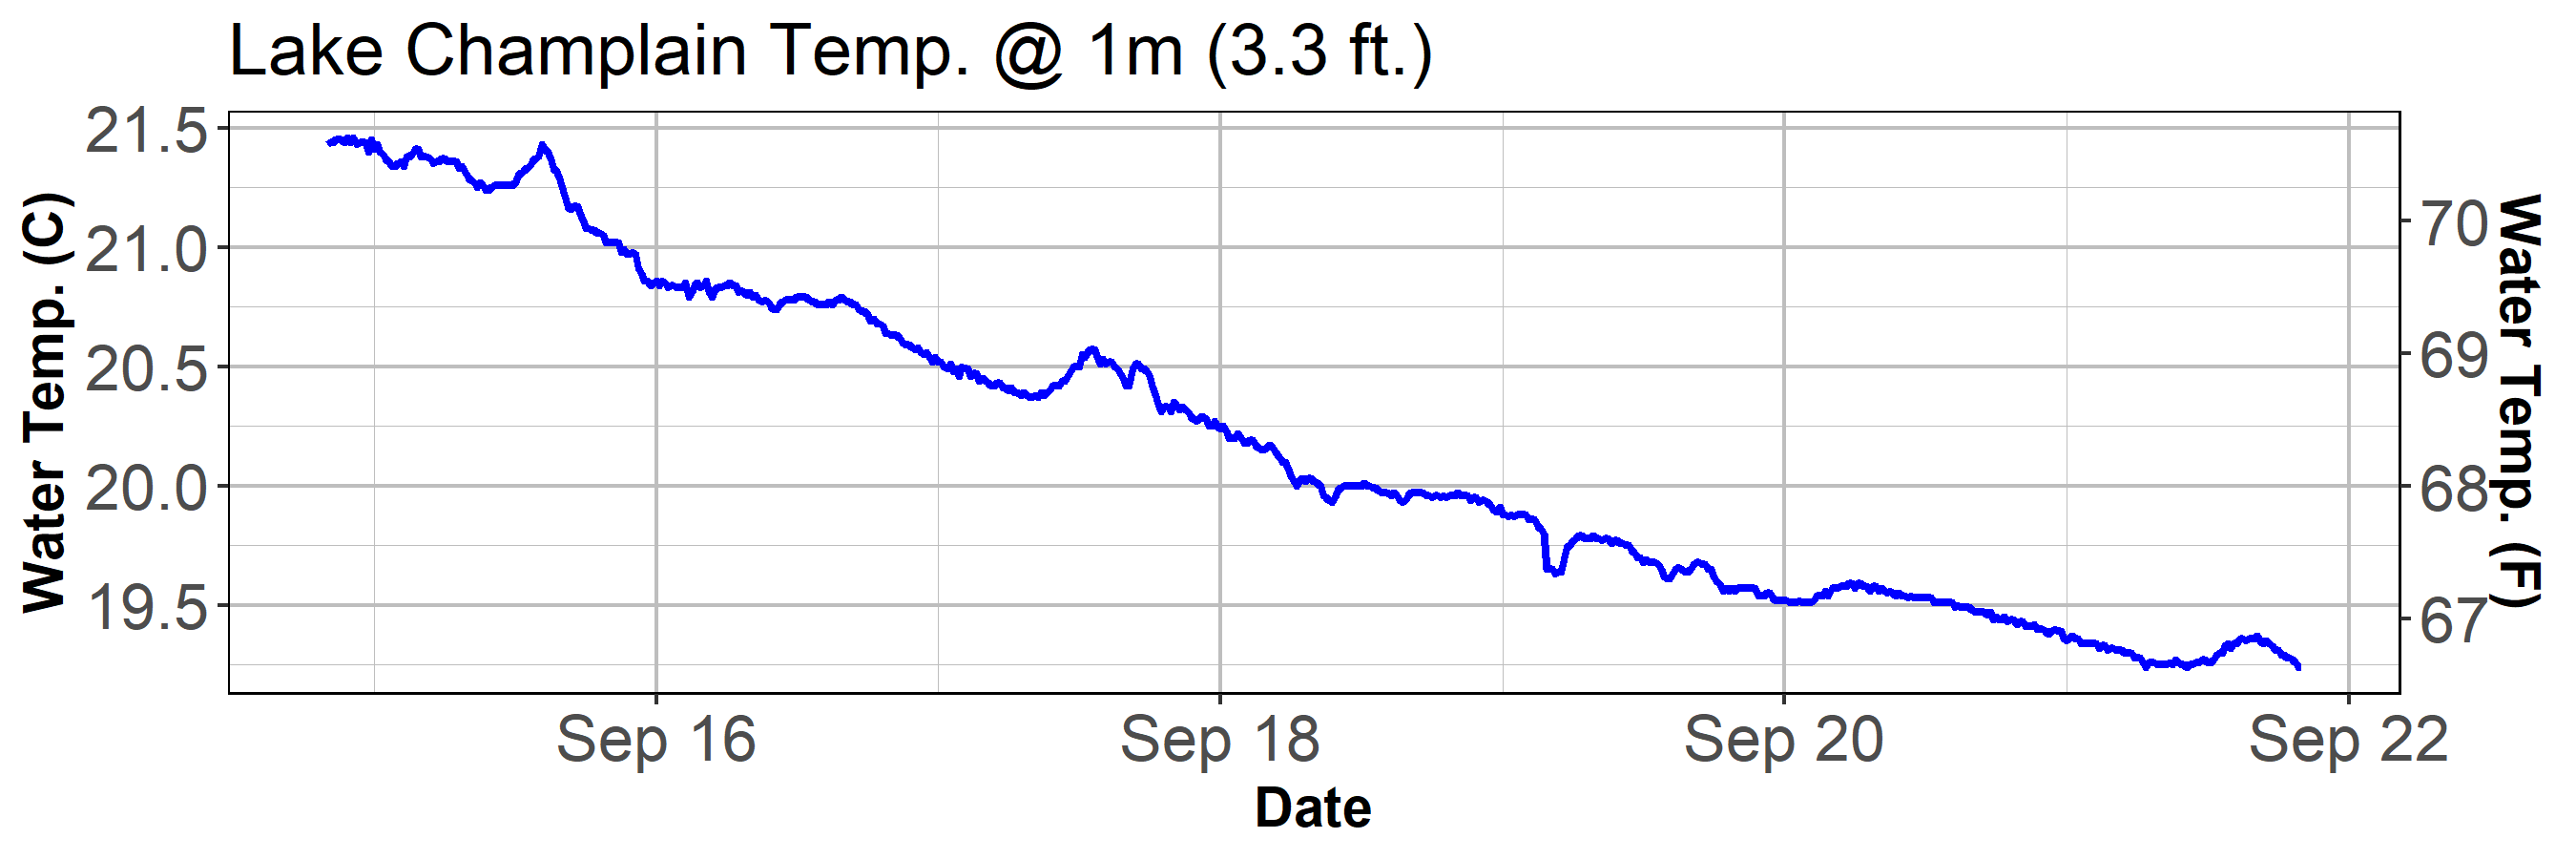 Lake Champlain Temp. @ 1m (3.3 ft.)
Water Temp. (C)
21.5
21.0
20.5
20.0
19.5
70
69
68
67
Water Temp. (F)
Sep 16 Sep 18 Sep 20 Sep 22
Date